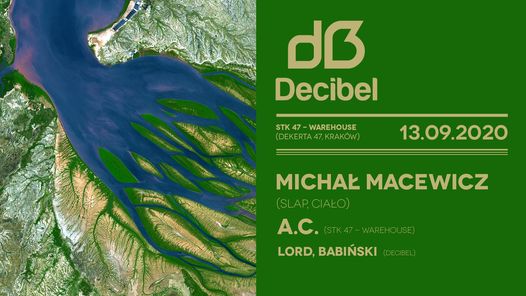 dB
Decibel
STK 47 – WAREHOUSE
(DEKERTA 47, KRAKÓW)
13.09.2020
MICHAŁ MACEWICZ
(SLAP, CIAŁO)
A.C. (STK 47 – WAREHOUSE)
LORD, BABIŃSKI (DECIBEL)